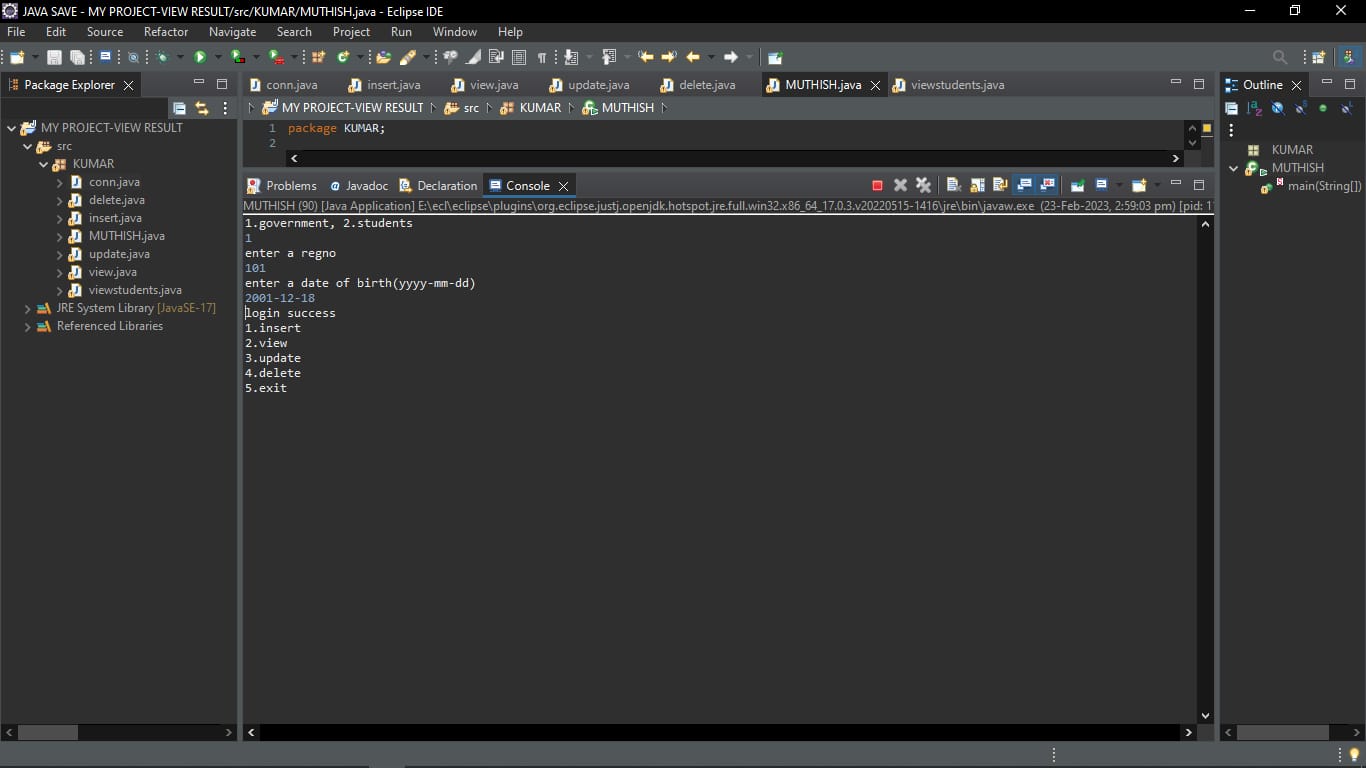 JAVA SAVE - MY PROJECT-VIEW RESULT/src/KUMAR/MUTHISH.java - Eclipse IDE
File Edit Source Refactor Navigate Search Project Run Window Help
Package Explorer
conn.java insert.java view.java update.java delete.java MUTHISH.java viewstudents.java
Outline
MY PROJECT-VIEW RESULT src KUMAR MUTHISH
MY PROJECT-VIEW RESULT
src
KUMAR
conn.java
delete.java
insert.java
MUTHISH.java
update.java
view.java
viewstudents.java
JRE System Library [JavaSE-17]
Referenced Libraries
1 package KUMAR;
2
Problems @ Javadoc Declaration Console
MUTHISH (90) [Java Application] E:\ecl\eclipse\plugins\org.eclipse.justj.openjdk.hotspot.jre.full.win32.x86_64_17.0.3.v20220515-1416\jre\bin\javaw.exe (23-Feb-2023, 2:59:03 pm) [pid: 1
1.government, 2.students
1
enter a regno
101
enter a date of birth(yyyy-mm-dd)
2001-12-18
login success
1.insert
2.view
3.update
4.delete
5.exit
KUMAR
MUTHISH
main(String[])